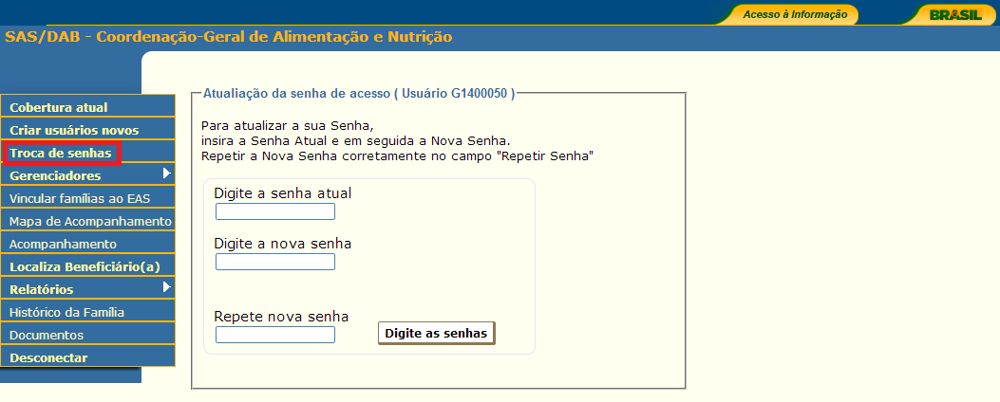 Acesso à Informação
BRASIL
SAS/DAB - Coordenação-Geral de Alimentação e Nutrição
Cobertura atual
Criar usuários novos
Troca de senhas
Gerenciadores
Vincular famílias ao EAS
Mapa de Acompanhamento
Acompanhamento
Localiza Beneficiário(a)
Relatórios
Histórico da Família
Documentos
Desconectar
Atualiação da senha de acesso ( Usuário G1400050 )
Para atualizar a sua Senha,
insira a Senha Atual e em seguida a Nova Senha.
Repetir a Nova Senha corretamente no campo "Repetir Senha"
Digite a senha atual
Digite a nova senha
Repete nova senha
Digite as senhas